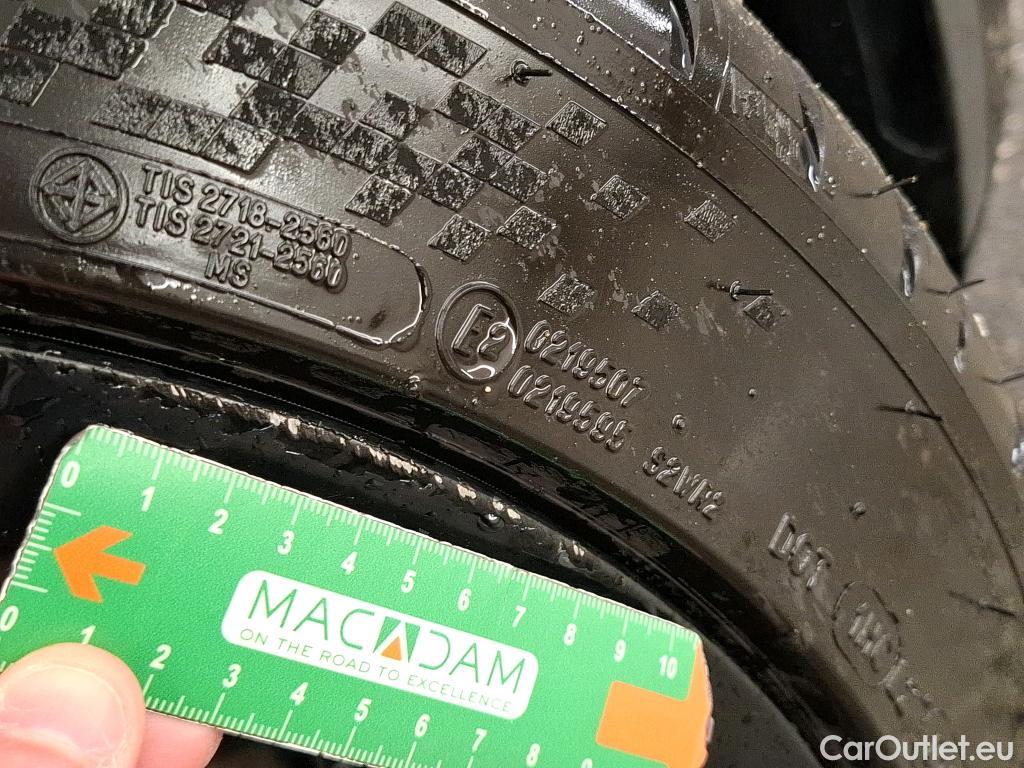 TIS 2718-2560
TIS 2721-2560
MS
E2
0219507
0219595 S2WR2
DOT
0 1 2 3 4 5 6 7 8 9 10
MACADAM
ON THE ROAD TO EXCELLENCE
0 1 2 3 4 5 6 7 8
CarOutlet.eu